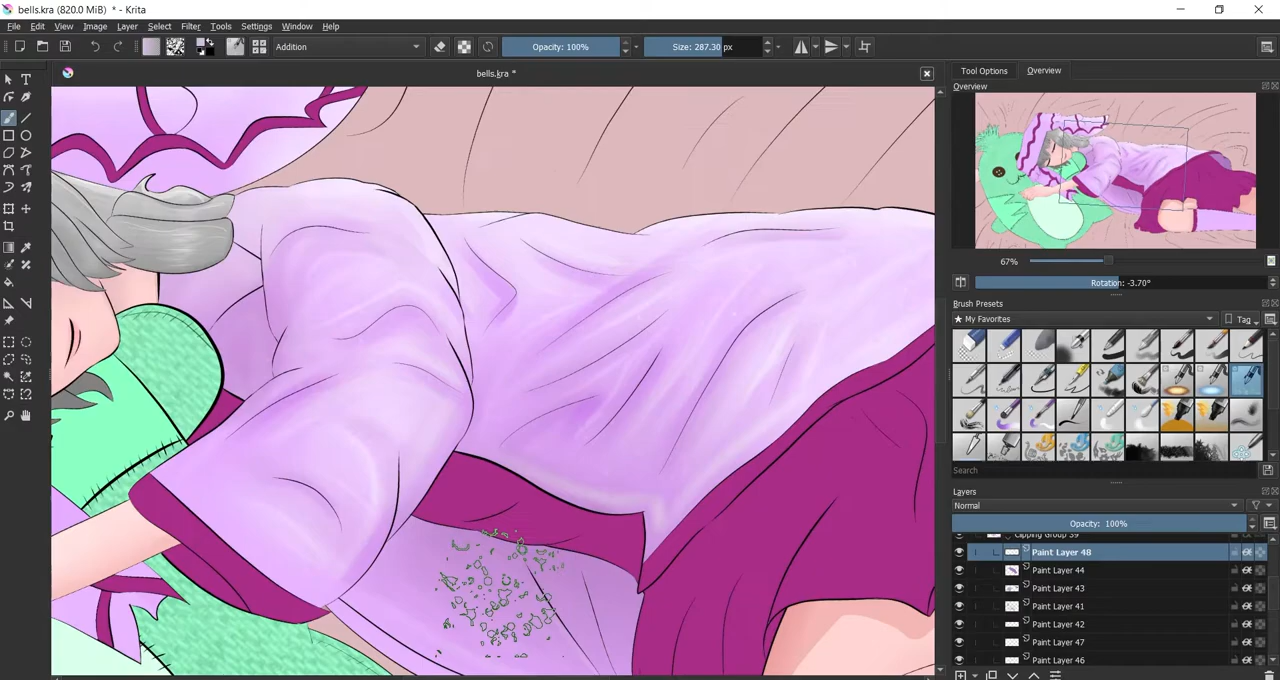 bells.kra (820.0 MiB) * - Krita
File Edit View Image Layer Select Filter Tools Settings Window Help
Addition Opacity: 100% Size: 287.30 px
bells.kra *
Tool Options Overview
Overview
67%
Rotation: -3.70°
Brush Presets
My Favorites Tag
Search
Layers
Normal
Opacity: 100%
Clipping Group 39
Paint Layer 48
Paint Layer 44
Paint Layer 43
Paint Layer 41
Paint Layer 42
Paint Layer 47
Paint Layer 46